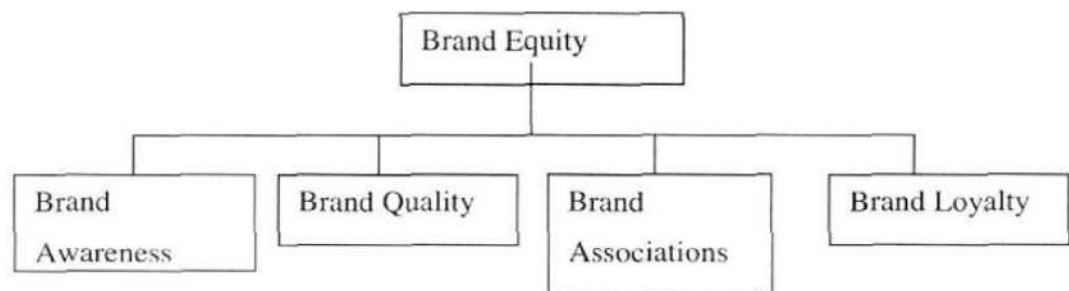 Brand Equity
Brand
Awareness
Brand Quality
Brand
Associations
Brand Loyalty